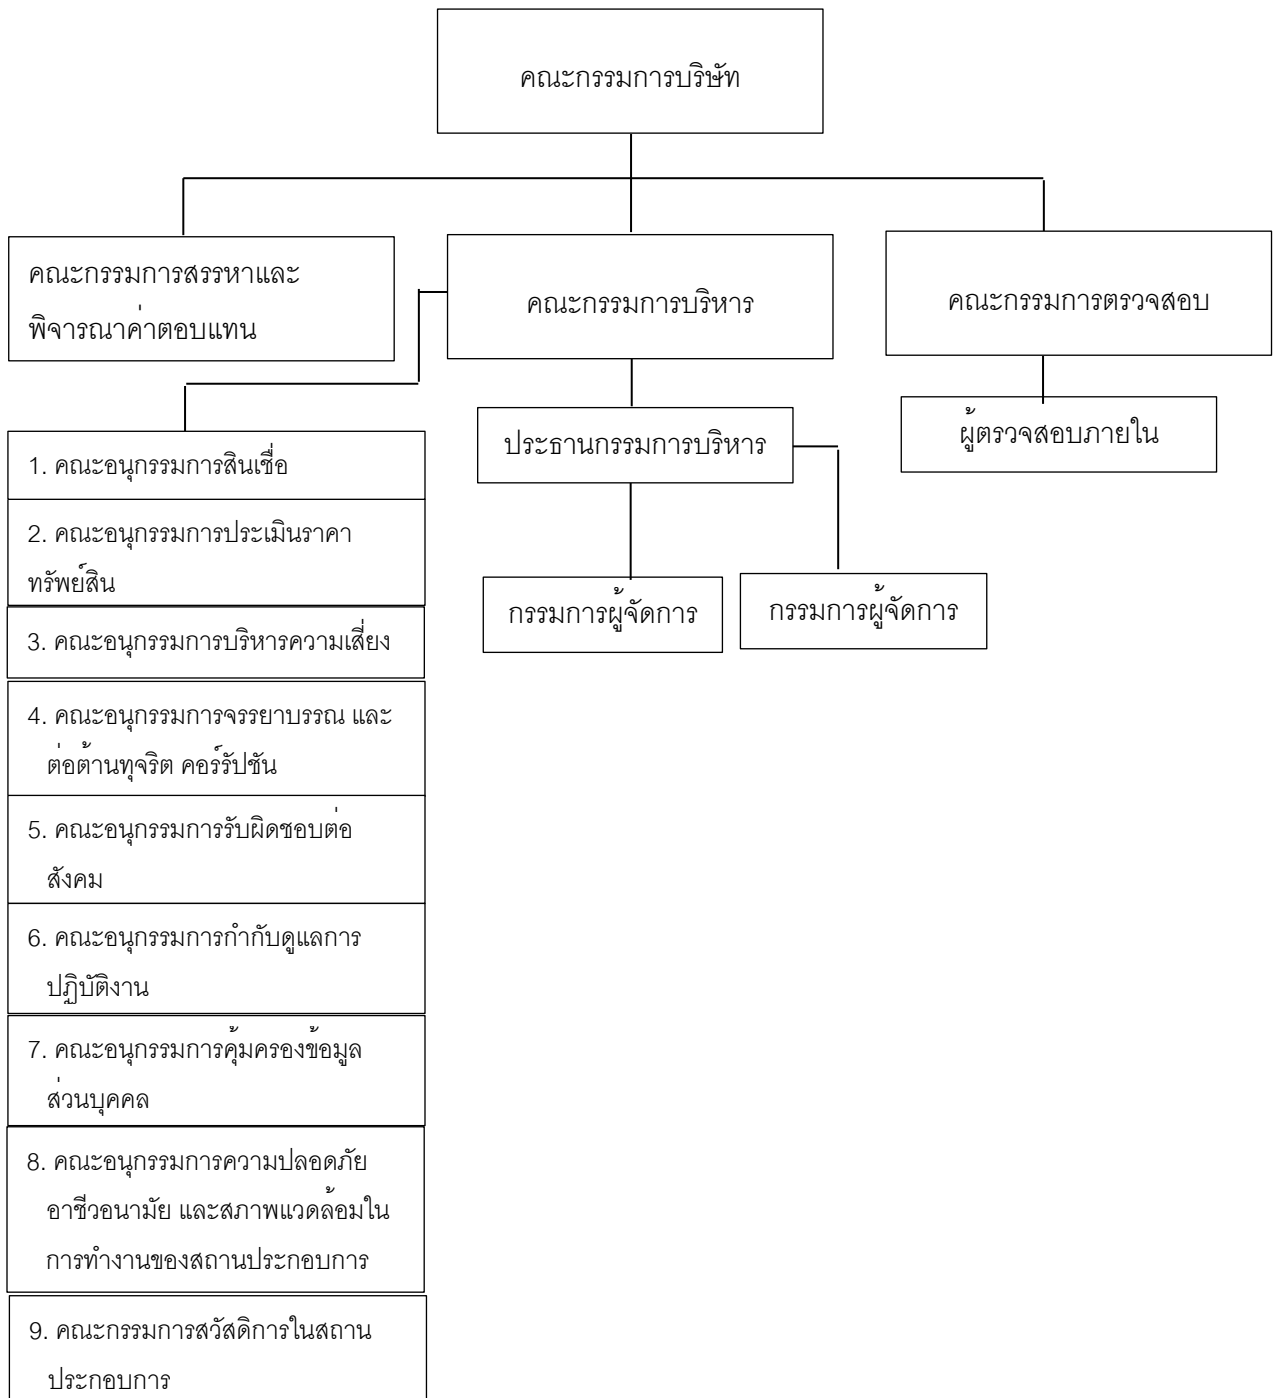 คณะกรรมการบริษัท
คณะกรรมการสรรหาและ
พิจารณาค่าตอบแทน
คณะกรรมการบริหาร
คณะกรรมการตรวจสอบ
ประธานกรรมการบริหาร
ผู้ตรวจสอบภายใน
กรรมการผู้จัดการ
กรรมการผู้จัดการ
1. คณะอนุกรรมการสินเชื่อ
2. คณะอนุกรรมการประเมินราคา
ทรัพย์สิน
3. คณะอนุกรรมการบริหารความเสี่ยง
4. คณะอนุกรรมการจรรยาบรรณ และ
ต่อต้านทุจริต คอร์รัปชัน
5. คณะอนุกรรมการรับผิดชอบต่อ
สังคม
6. คณะอนุกรรมการกำกับดูแลการ
ปฏิบัติงาน
7. คณะอนุกรรมการคุ้มครองข้อมูล
ส่วนบุคคล
8. คณะอนุกรรมการความปลอดภัย
อาชีวอนามัย และสภาพแวดล้อมใน
การทำงานของสถานประกอบการ
9. คณะกรรมการสวัสดิการในสถาน
ประกอบการ